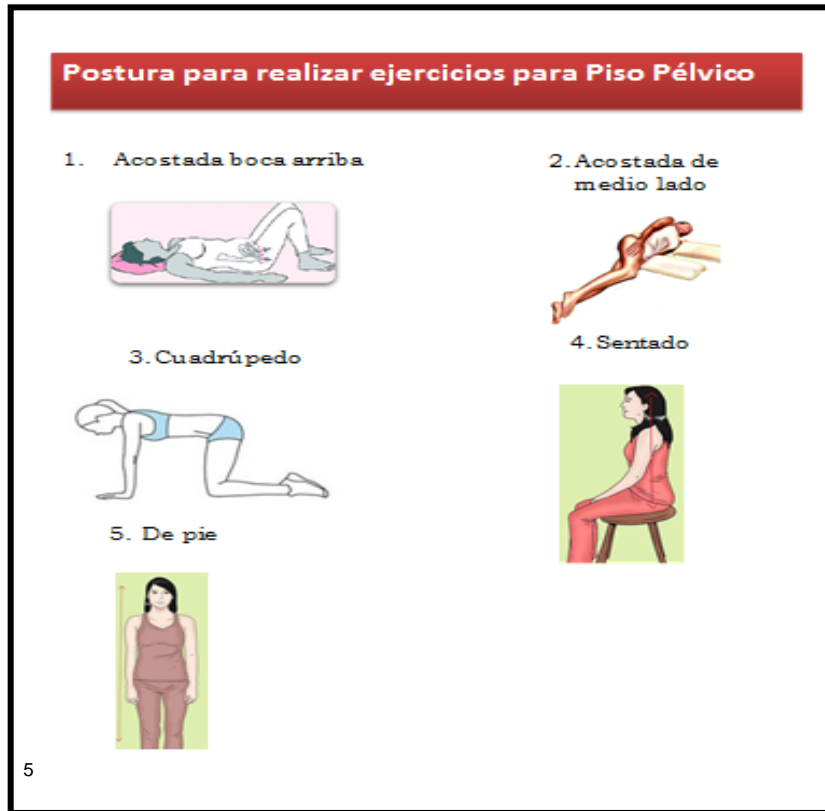 Postura para realizar ejercicios para Piso Pélvico
1. Acostada boca arriba
2. Acostada de
medio lado
3. Cuadrúpedo
4. Sentado
5. De pie
5